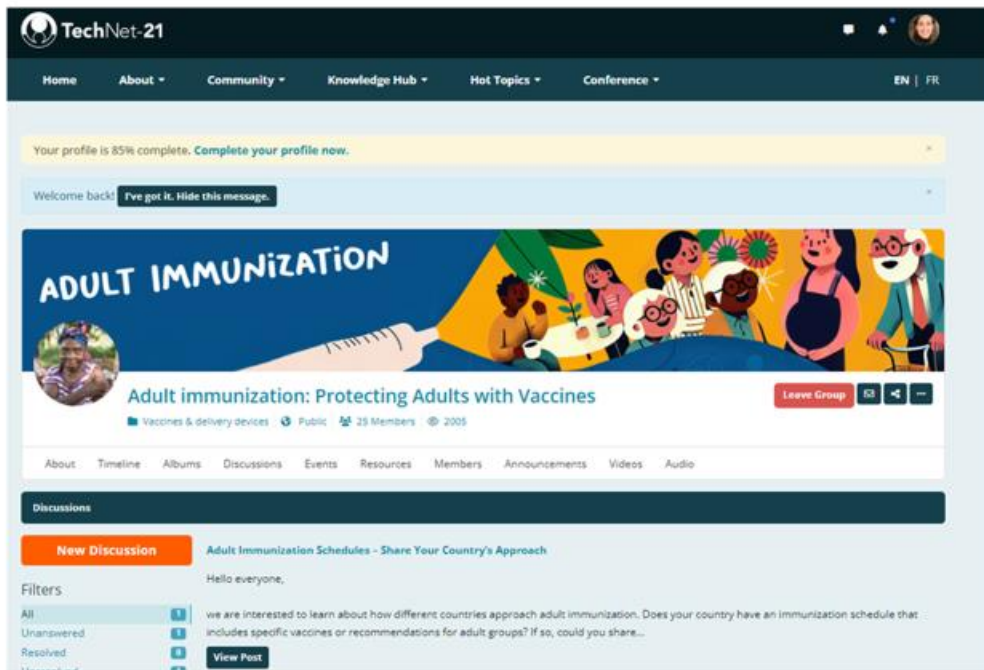 TechNet-21
Home About Community Knowledge Hub Hot Topics Conference EN | FR
Your profile is 85% complete. Complete your profile now.
Welcome back! I've got it. Hide this message.
ADULT IMMUNiZATiON
Adult immunization: Protecting Adults with Vaccines
Leave Group
Vaccines & delivery devices Public 25 Members 2005
About Timeline Albums Discussions Events Resources Members Announcements Videos Audio
Discussions
New Discussion
Adult Immunization Schedules – Share Your Country's Approach
Hello everyone,
Filters
we are interested to learn about how different countries approach adult immunization. Does your country have an immunization schedule that
includes specific vaccines or recommendations for adult groups? If so, could you share...
All 1
Unanswered 1
Resolved
View Post